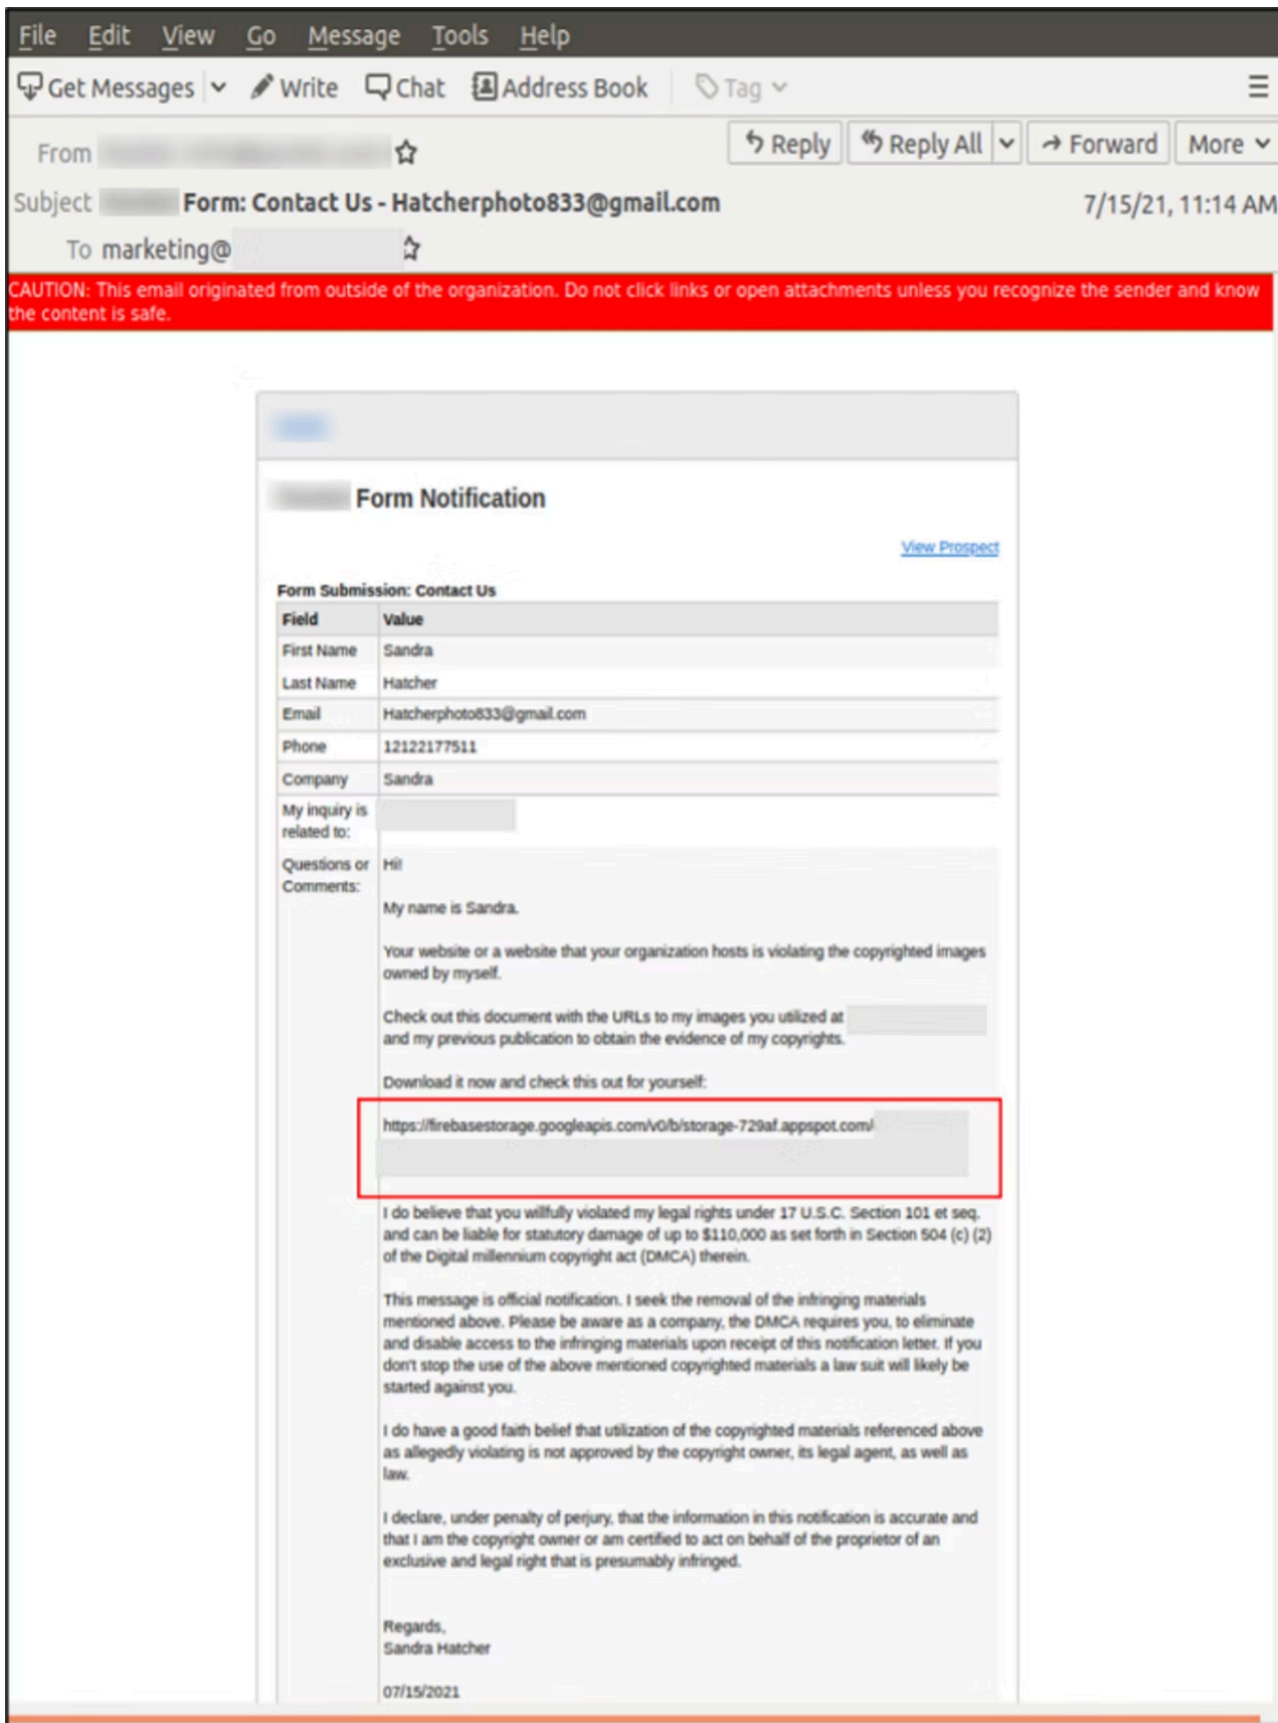 File Edit View Go Message Tools Help
Get Messages Write Chat Address Book Tag
From Reply Reply All Forward More
Subject Form: Contact Us - Hatcherphoto833@gmail.com 7/15/21, 11:14 AM
To marketing@
CAUTION: This email originated from outside of the organization. Do not click links or open attachments unless you recognize the sender and know
the content is safe.
Form Notification
View Prospect
Form Submission: Contact Us
Field Value
First Name Sandra
Last Name Hatcher
Email Hatcherphoto833@gmail.com
Phone 12122177511
Company Sandra
My inquiry is
related to:
Questions or Hi!
Comments:
My name is Sandra.
Your website or a website that your organization hosts is violating the copyrighted images
owned by myself.
Check out this document with the URLs to my images you utilized at
and my previous publication to obtain the evidence of my copyrights.
Download it now and check this out for yourself:
https://firebasestorage.googleapis.com/v0/b/storage-729af.appspot.com/
I do believe that you willfully violated my legal rights under 17 U.S.C. Section 101 et seq.
and can be liable for statutory damage of up to $110,000 as set forth in Section 504 (c) (2)
of the Digital millennium copyright act (DMCA) therein.
This message is official notification. I seek the removal of the infringing materials
mentioned above. Please be aware as a company, the DMCA requires you, to eliminate
and disable access to the infringing materials upon receipt of this notification letter. If you
don't stop the use of the above mentioned copyrighted materials a law suit will likely be
started against you.
I do have a good faith belief that utilization of the copyrighted materials referenced above
as allegedly violating is not approved by the copyright owner, its legal agent, as well as
law.
I declare, under penalty of perjury, that the information in this notification is accurate and
that I am the copyright owner or am certified to act on behalf of the proprietor of an
exclusive and legal right that is presumably infringed.
Regards,
Sandra Hatcher
07/15/2021